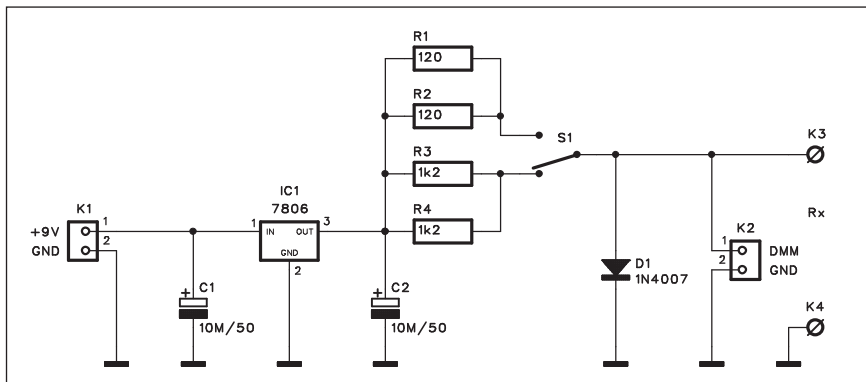 R1
120
R2
120
S1
K3
R3
1k2
IC1
7806
K1
1
+9V
2
GND
1 IN OUT 3
GND
2
R4
1k2
Rx
K2
1
DMM
2
GND
D1
1N4007
+ C1
10M/50
+ C2
10M/50
K4